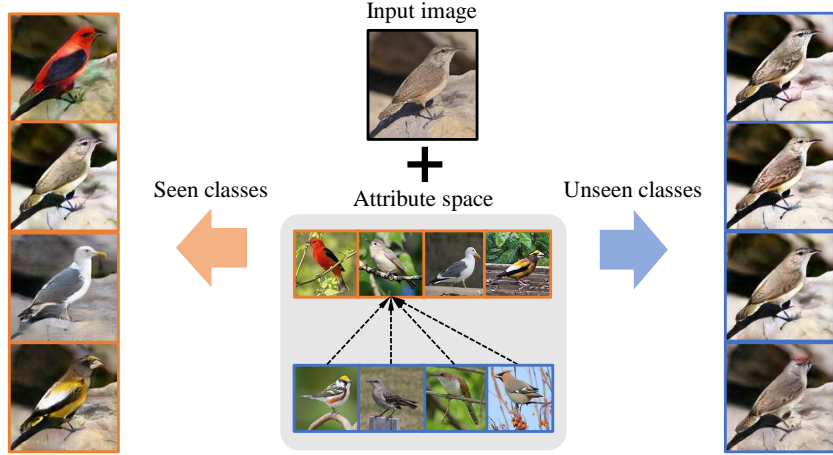 Input image
Attribute space
Seen classes
Unseen classes